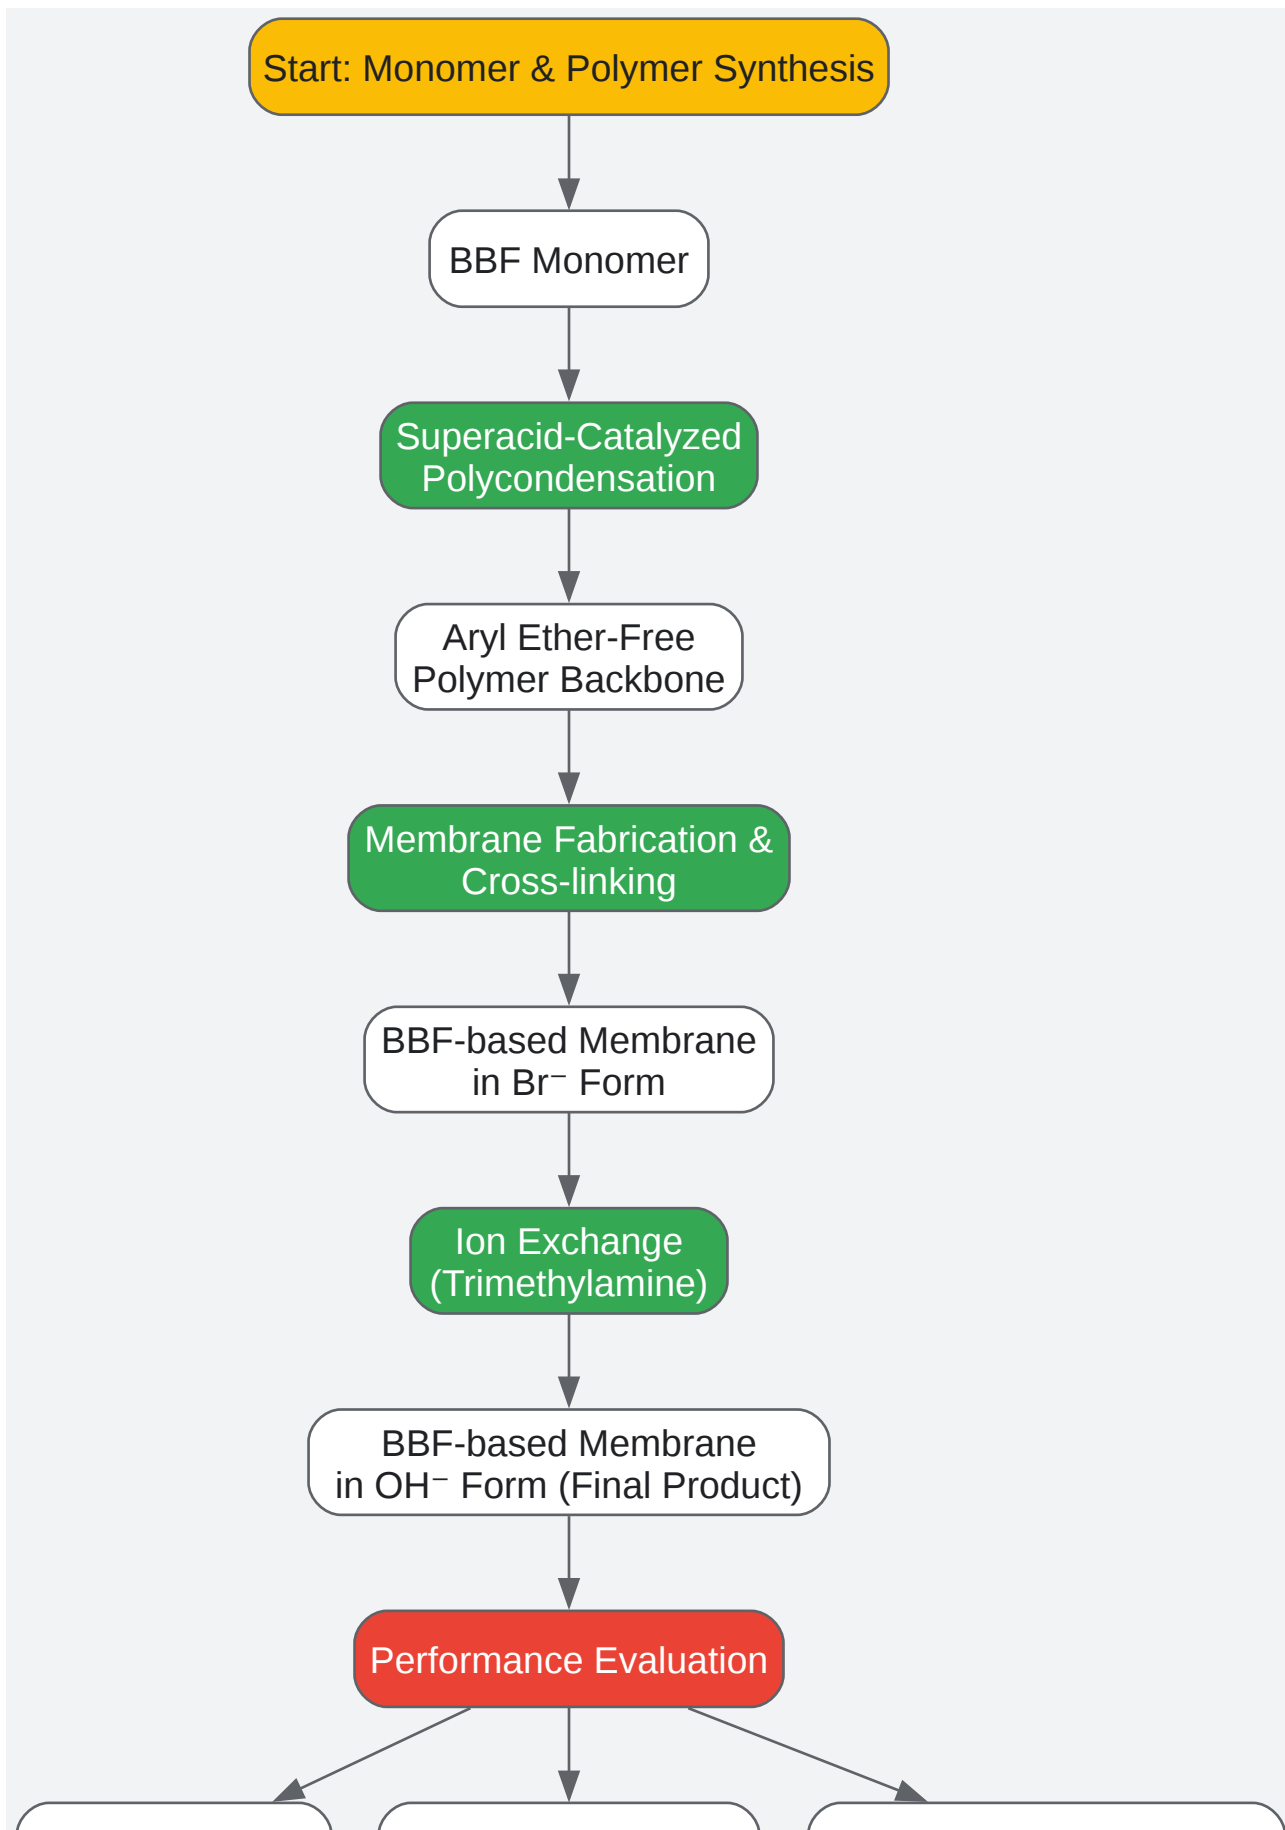 Start: Monomer & Polymer Synthesis
BBF Monomer
Superacid-Catalyzed
Polycondensation
Aryl Ether-Free
Polymer Backbone
Membrane Fabrication &
Cross-linking
BBF-based Membrane
in Br⁻ Form
Ion Exchange
(Trimethylamine)
BBF-based Membrane
in OH⁻ Form (Final Product)
Performance Evaluation